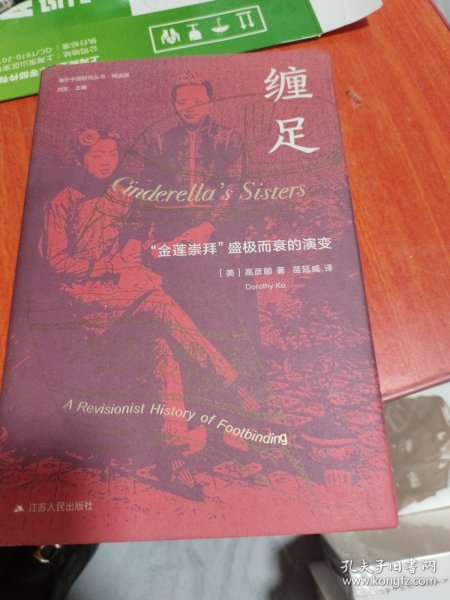 海外中国研究丛书·精选版
刘东 主编
缠足
Cinderella's Sisters
“金莲崇拜”盛极而衰的演变
[美]高彦颐 著 苗延威 译
Dorothy Ko
A Revisionist History of Footbinding
江苏人民出版社
孔夫子旧书网
www.kongfz.com
QC/T970-20